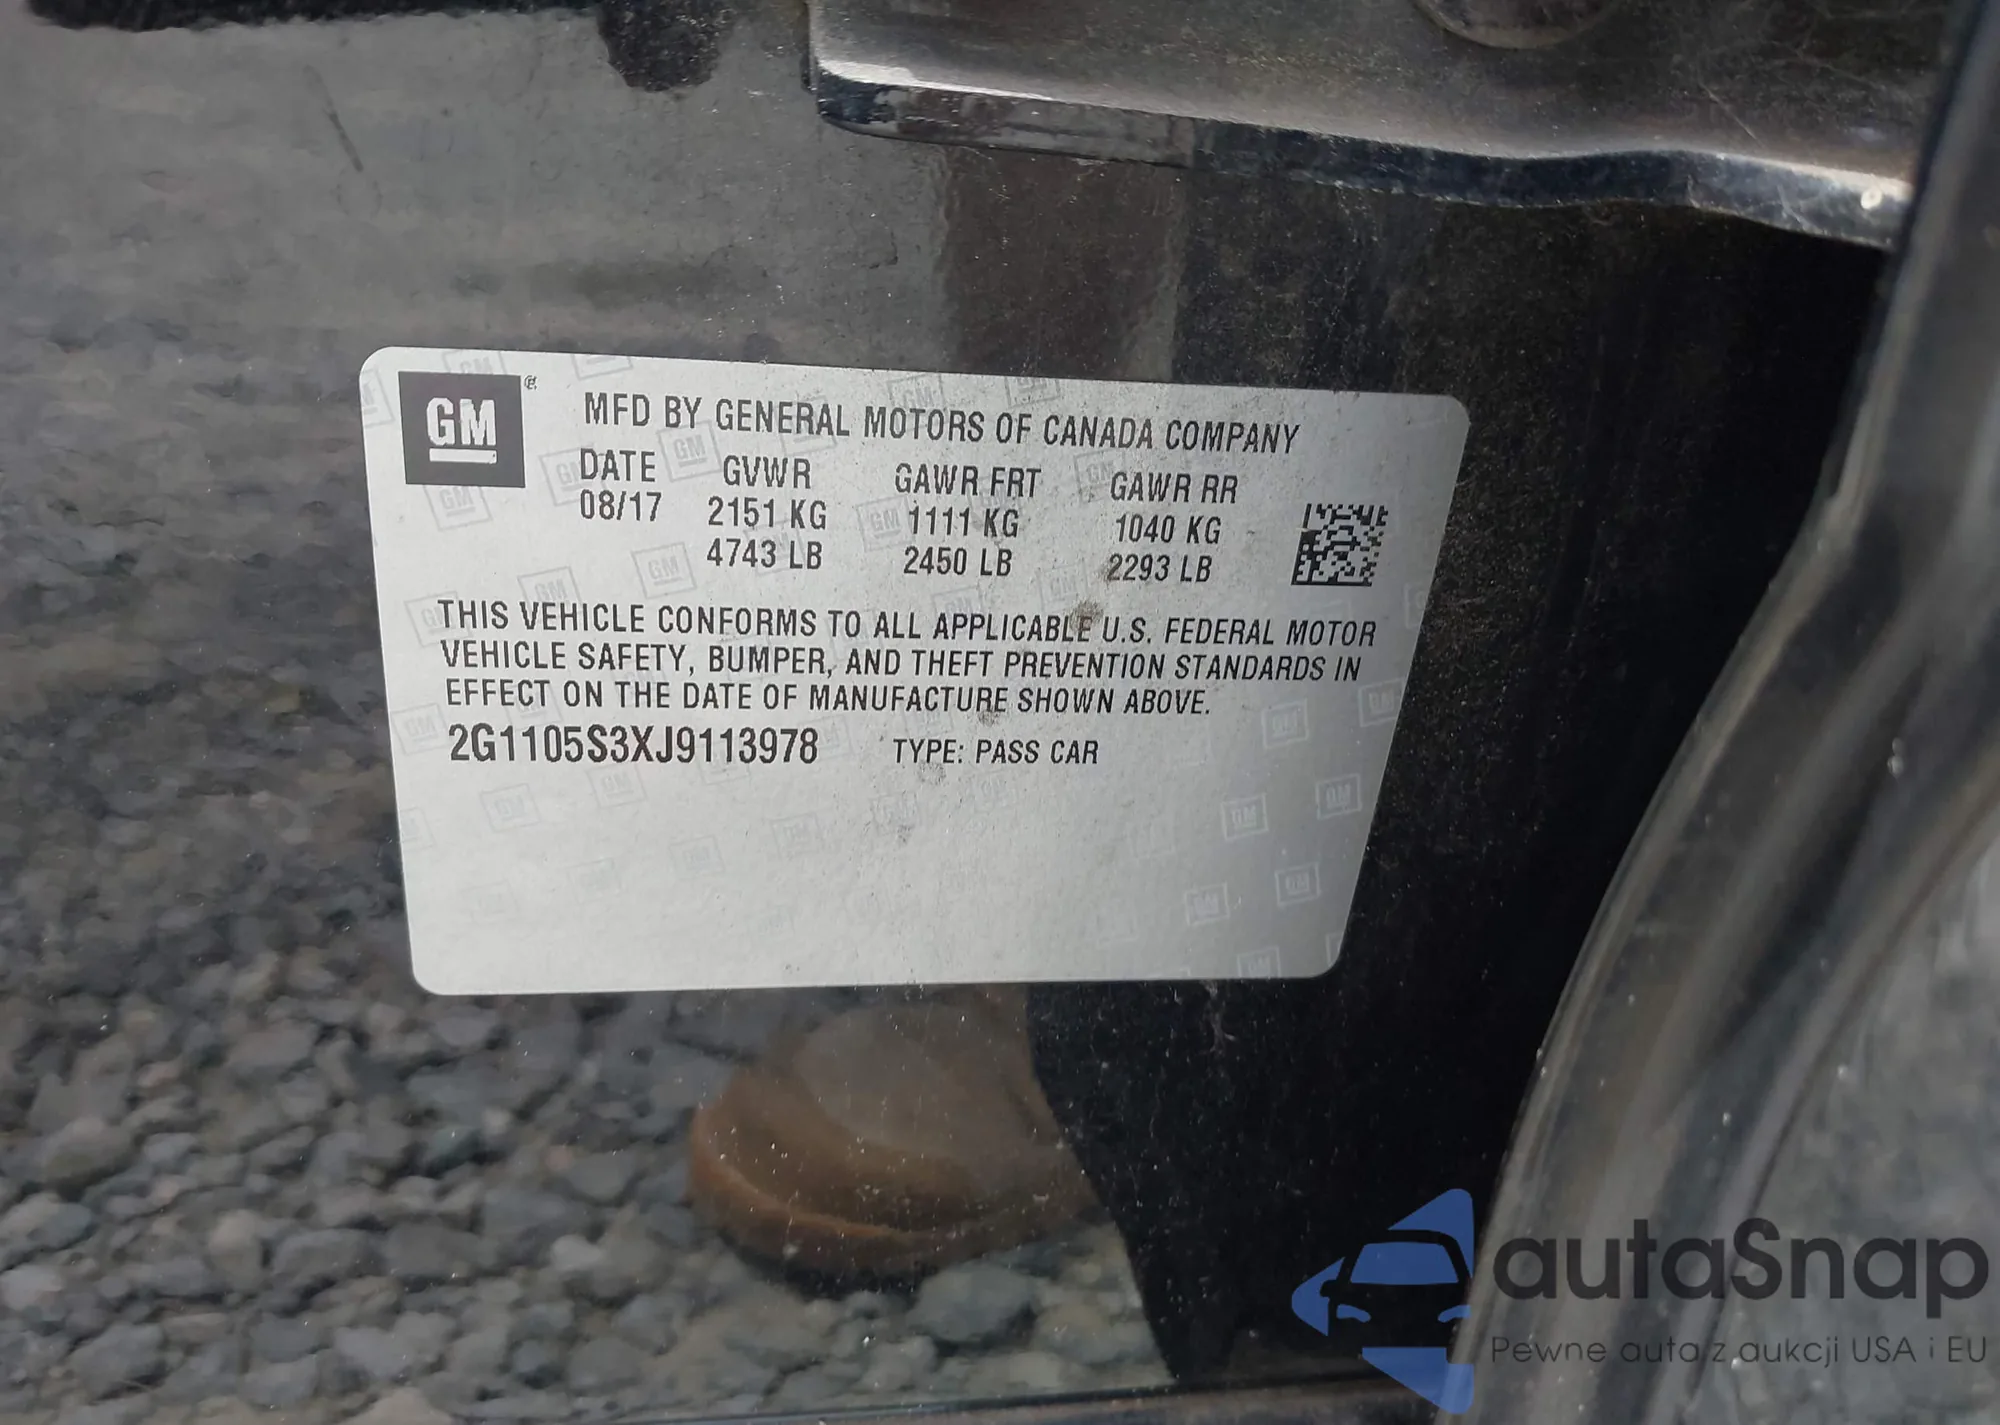 GM ®
MFD BY GENERAL MOTORS OF CANADA COMPANY
DATE GVWR GAWR FRT GAWR RR
08/17 2151 KG 1111 KG 1040 KG
4743 LB 2450 LB 2293 LB
THIS VEHICLE CONFORMS TO ALL APPLICABLE U.S. FEDERAL MOTOR
VEHICLE SAFETY, BUMPER, AND THEFT PREVENTION STANDARDS IN
EFFECT ON THE DATE OF MANUFACTURE SHOWN ABOVE.
2G1105S3XJ9113978 TYPE: PASS CAR
autaSnap
Pewne auta z aukcji USA i EU